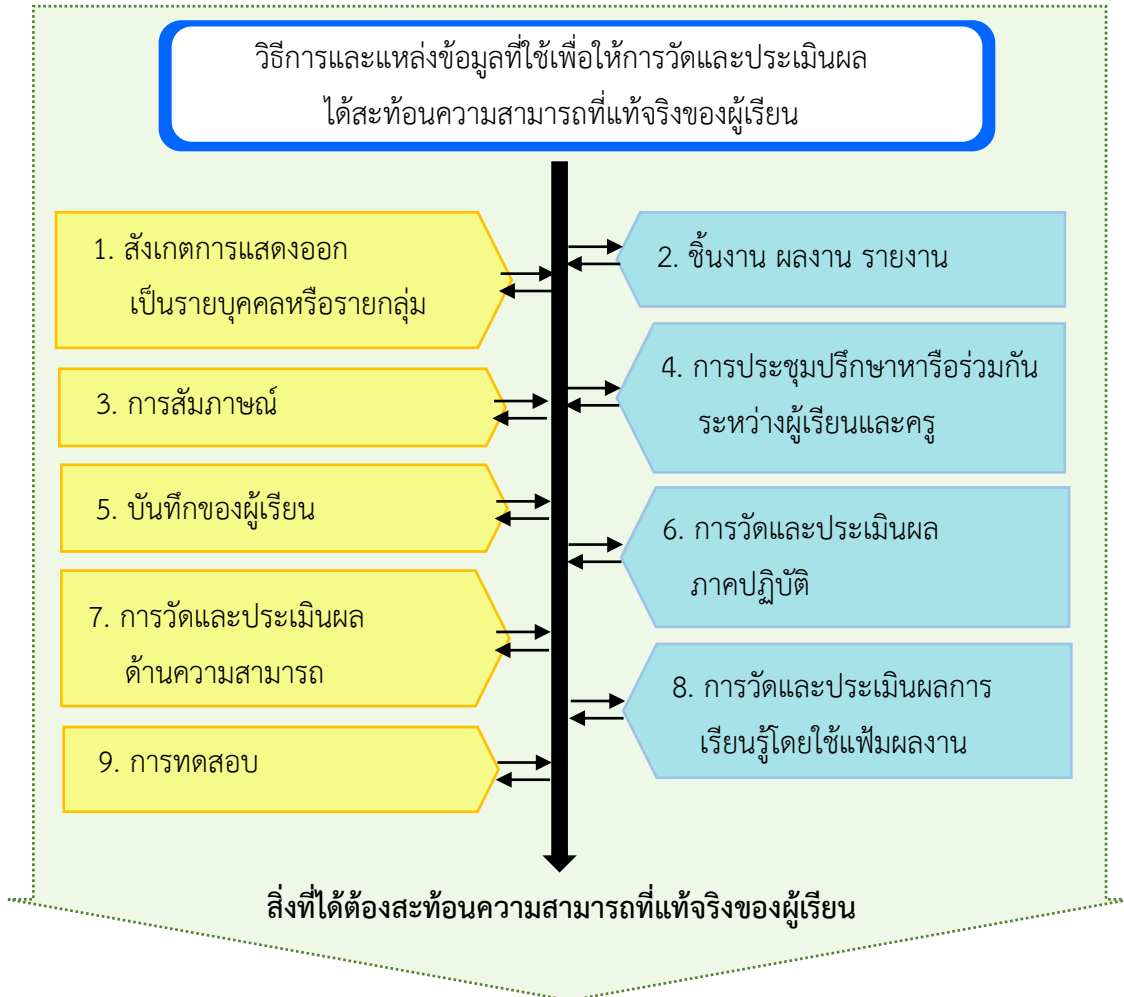 วิธีการและแหล่งข้อมูลที่ใช้เพื่อให้การวัดและประเมินผล
ได้สะท้อนความสามารถที่แท้จริงของผู้เรียน
1. สังเกตการแสดงออก
เป็นรายบุคคลหรือรายกลุ่ม
2. ชิ้นงาน ผลงาน รายงาน
3. การสัมภาษณ์
4. การประชุมปรึกษาหารือร่วมกัน
ระหว่างผู้เรียนและครู
5. บันทึกของผู้เรียน
6. การวัดและประเมินผล
ภาคปฏิบัติ
7. การวัดและประเมินผล
ด้านความสามารถ
8. การวัดและประเมินผลการ
เรียนรู้โดยใช้แฟ้มผลงาน
9. การทดสอบ
สิ่งที่ได้ต้องสะท้อนความสามารถที่แท้จริงของผู้เรียน